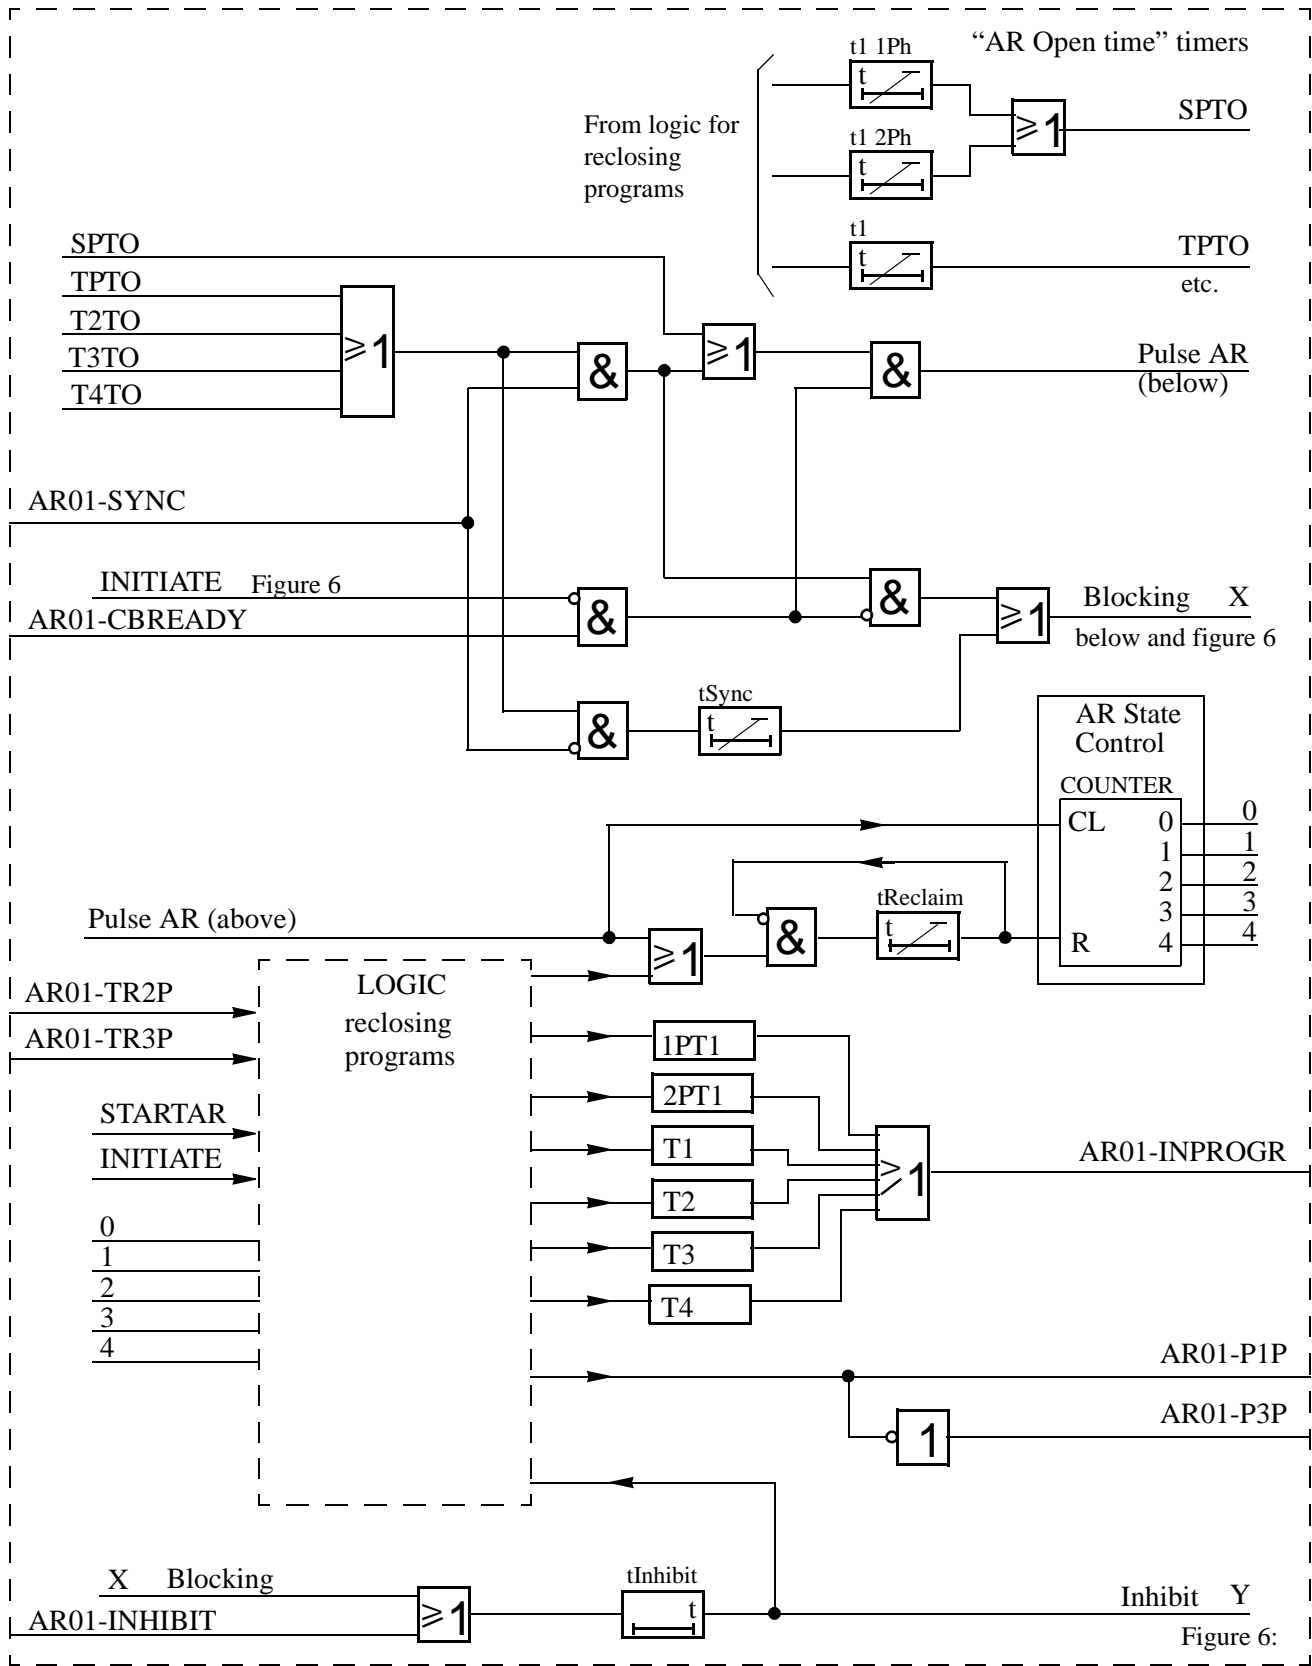 t1 1Ph
“AR Open time” timers
t
SPTO
≥1
From logic for
reclosing
programs
t1 2Ph
t
t1
t
TPTO
etc.
SPTO
TPTO
T2TO
T3TO
T4TO
≥1
&
≥1
&
Pulse AR
(below)
AR01-SYNC
INITIATE Figure 6
AR01-CBREADY
&
&
≥1
Blocking X
below and figure 6
&
tSync
t
AR State
Control
COUNTER
CL 0 0
1 1
2 2
3 3
R 4 4
Pulse AR (above)
≥1
&
tReclaim
t
LOGIC
reclosing
programs
AR01-TR2P
AR01-TR3P
STARTAR
INITIATE
0
1
2
3
4
1PT1
2PT1
T1
T2
T3
T4
≥1
AR01-INPROGR
AR01-P1P
AR01-P3P
1
X Blocking
AR01-INHIBIT
≥1
tInhibit
t
Inhibit Y
Figure 6: